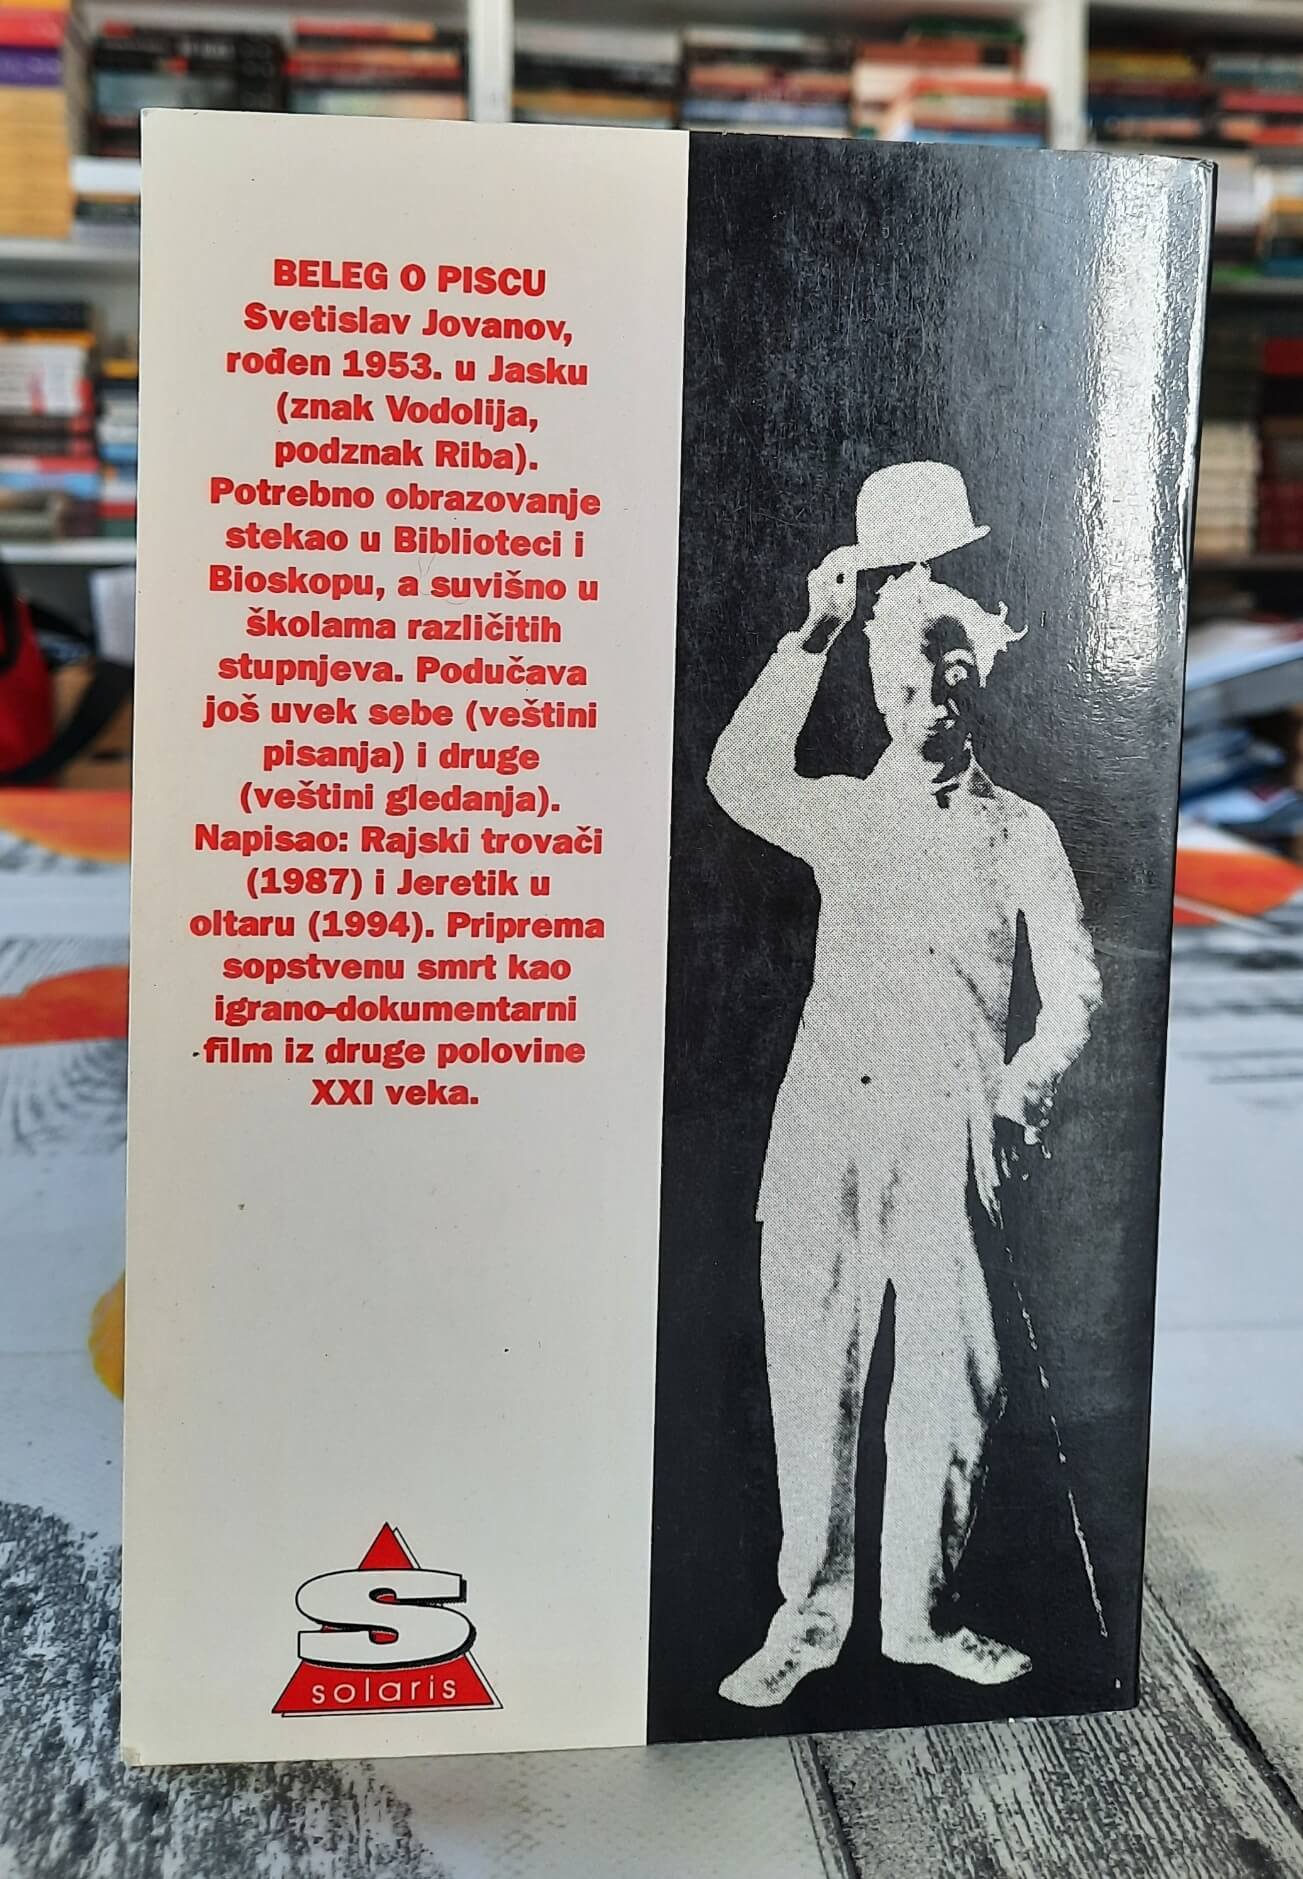 BELEG O PISCU
Svetislav Jovanov,
rođen 1953. u Jasku
(znak Vodolija,
podznak Riba).
Potrebno obrazovanje
stekao u Biblioteci i
Bioskopu, a suvišno u
školama različitih
stupnjeva. Podučava
još uvek sebe (veštini
pisanja) i druge
(veštini gledanja).
Napisao: Rajski trovači
(1987) i Jeretik u
oltaru (1994). Priprema
sopstvenu smrt kao
igrano-dokumentarni
film iz druge polovine
XXI veka.
S
solaris